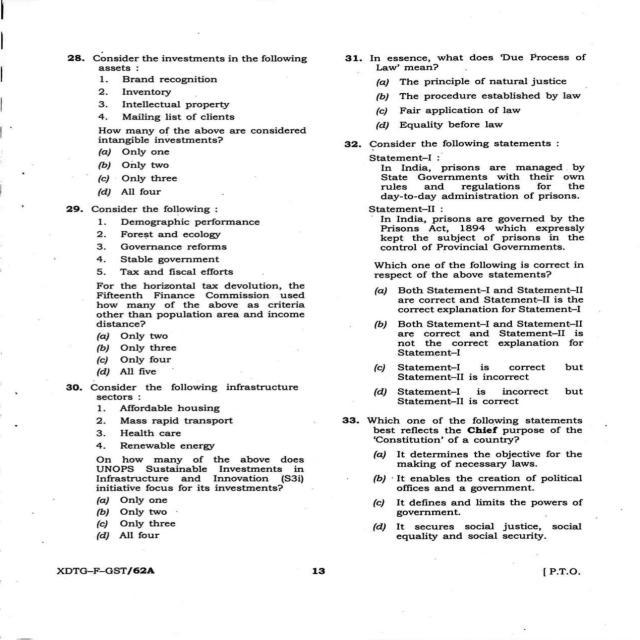 28. Consider the investments in the following
assets :
1. Brand recognition
2. Inventory
3. Intellectual property
4. Mailing list of clients
How many of the above are considered
intangible investments?
(a) Only one
(b) Only two
(c) Only three
(d) All four
29. Consider the following :
1. Demographic performance
2. Forest and ecology
3. Governance reforms
4. Stable government
5. Tax and fiscal efforts
For the horizontal tax devolution, the
Fifteenth Finance Commission used
how many of the above as criteria
other than population area and income
distance?
(a) Only two
(b) Only three
(c) Only four
(d) All five
30. Consider the following infrastructure
sectors :
1. Affordable housing
2. Mass rapid transport
3. Health care
4. Renewable energy
On how many of the above does
UNOPS Sustainable Investments in
Infrastructure and Innovation (S3i)
initiative focus for its investments?
(a) Only one
(b) Only two
(c) Only three
(d) All four
31. In essence, what does 'Due Process of
Law' mean?
(a) The principle of natural justice
(b) The procedure established by law
(c) Fair application of law
(d) Equality before law
32. Consider the following statements :
Statement–I :
In India, prisons are managed by
State Governments with their own
rules and regulations for the
day-to-day administration of prisons.
Statement–II :
In India, prisons are governed by the
Prisons Act, 1894 which expressly
kept the subject of prisons in the
control of Provincial Governments.
Which one of the following is correct in
respect of the above statements?
(a) Both Statement–I and Statement–II
are correct and Statement–II is the
correct explanation for Statement–I
(b) Both Statement–I and Statement–II
are correct and Statement–II is
not the correct explanation for
Statement–I
(c) Statement–I is correct but
Statement–II is incorrect
(d) Statement–I is incorrect but
Statement–II is correct
33. Which one of the following statements
best reflects the Chief purpose of the
'Constitution' of a country?
(a) It determines the objective for the
making of necessary laws.
(b) It enables the creation of political
offices and a government.
(c) It defines and limits the powers of
government.
(d) It secures social justice, social
equality and social security.
XDTG–F–GST/62A 13 [ P.T.O.